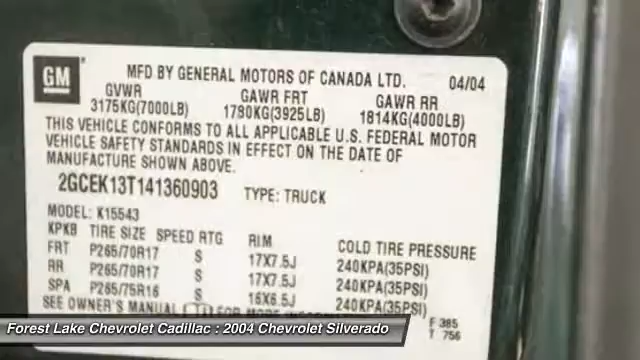 GM
MFD BY GENERAL MOTORS OF CANADA LTD. 04/04
GVWR GAWR FRT GAWR RR
3175KG(7000LB) 1780KG(3925LB) 1814KG(4000LB)
THIS VEHICLE CONFORMS TO ALL APPLICABLE U.S. FEDERAL MOTOR
VEHICLE SAFETY STANDARDS IN EFFECT ON THE DATE OF
MANUFACTURE SHOWN ABOVE.
2GCEK13T141360903 TYPE: TRUCK
MODEL: K15543
KPKB TIRE SIZE SPEED RTG RIM COLD TIRE PRESSURE
FRT P265/70R17 S 17X7.5J 240KPA(35PSI)
RR P265/70R17 S 17X7.5J 240KPA(35PSI)
SPA P265/75R16 S 16X6.5J 240KPA(35PSI)
SEE OWNER'S MANUAL FOR MORE INFORMATION
F 385
T 756
Forest Lake Chevrolet Cadillac : 2004 Chevrolet Silverado